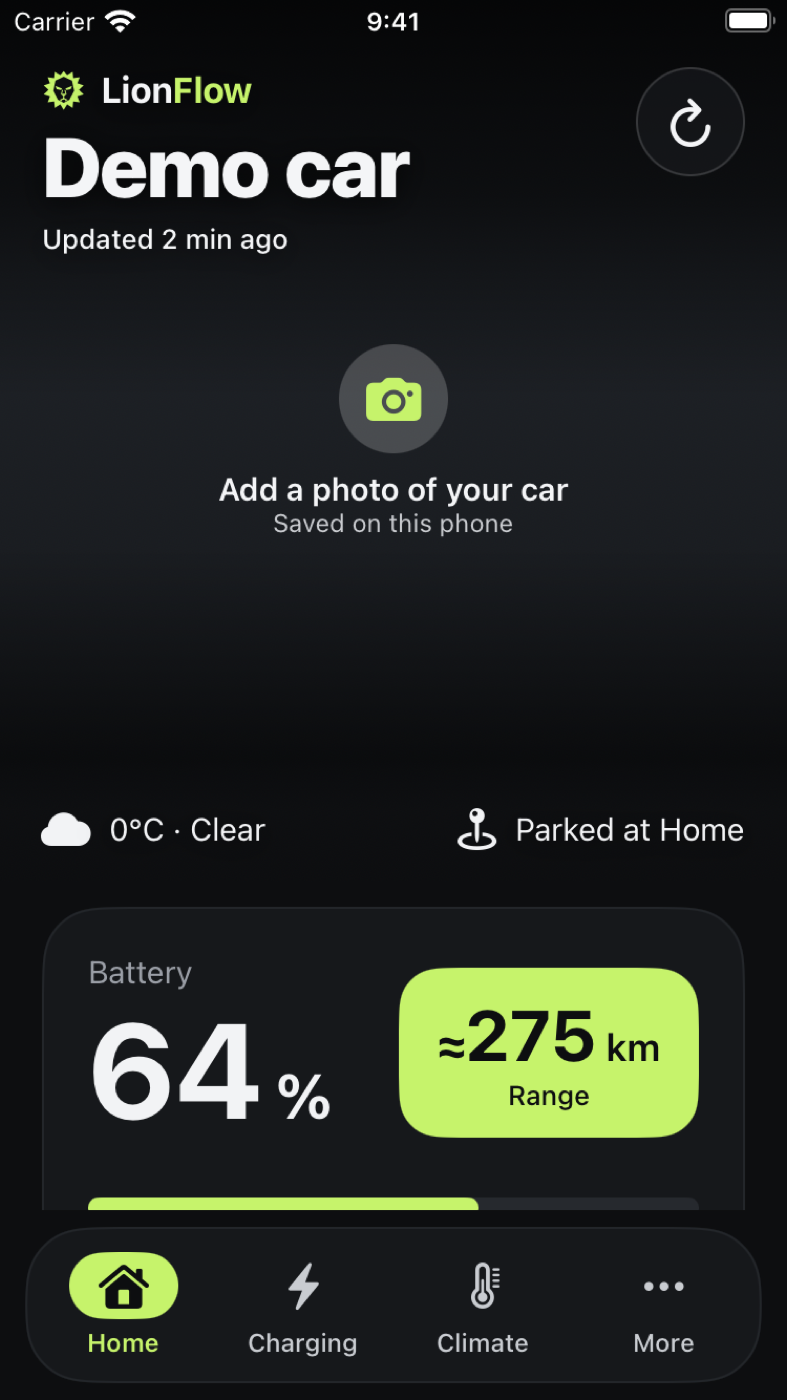 Carrier 9:41
LionFlow
Demo car
Updated 2 min ago
Add a photo of your car
Saved on this phone
0°C · Clear
Parked at Home
Battery
64 %
≈275 km
Range
Home
Charging
Climate
More